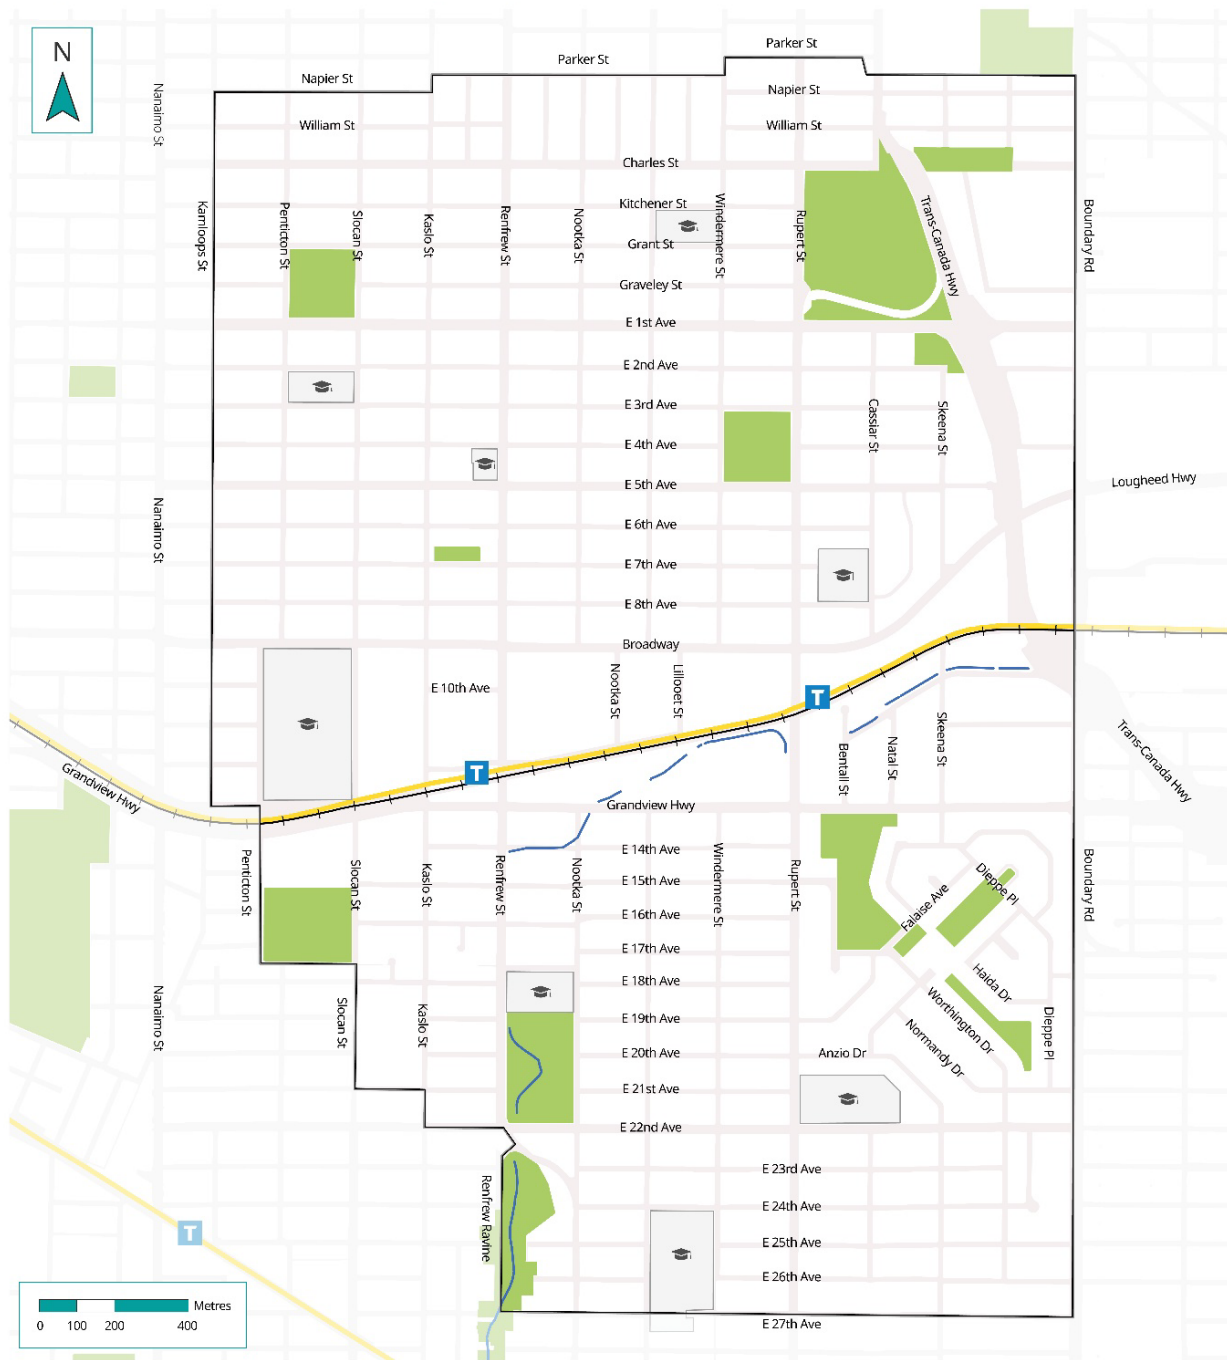 N
Parker St
Parker St
Napier St
Napier St
William St
William St
Nanaimo St
Charles St
Kitchener St
Kamloops St
Penticton St
Slocan St
Kaslo St
Renfrew St
Nootka St
Windermere St
Rupert St
Trans-Canada Hwy
Boundary Rd
Grant St
Graveley St
E 1st Ave
E 2nd Ave
E 3rd Ave
Cassiar St
Skeena St
E 4th Ave
Lougheed Hwy
E 5th Ave
Nanaimo St
E 6th Ave
E 7th Ave
E 8th Ave
Broadway
E 10th Ave
Nootka St
Lillooet St
T
T
Bentall St
Natal St
Skeena St
Trans-Canada Hwy
Grandview Hwy
Grandview Hwy
Penticton St
Slocan St
Kaslo St
Renfrew St
Nootka St
E 14th Ave
Windermere St
Rupert St
Dieppe Pl
Boundary Rd
E 15th Ave
Falaise Ave
E 16th Ave
E 17th Ave
E 18th Ave
Haida Dr
Nanaimo St
Slocan St
Kaslo St
Worthington Dr
E 19th Ave
Normandy Dr
Dieppe Pl
E 20th Ave
Anzio Dr
E 21st Ave
E 22nd Ave
E 23rd Ave
Renfrew Ravine
E 24th Ave
T
E 25th Ave
E 26th Ave
Metres
0 100 200 400
E 27th Ave